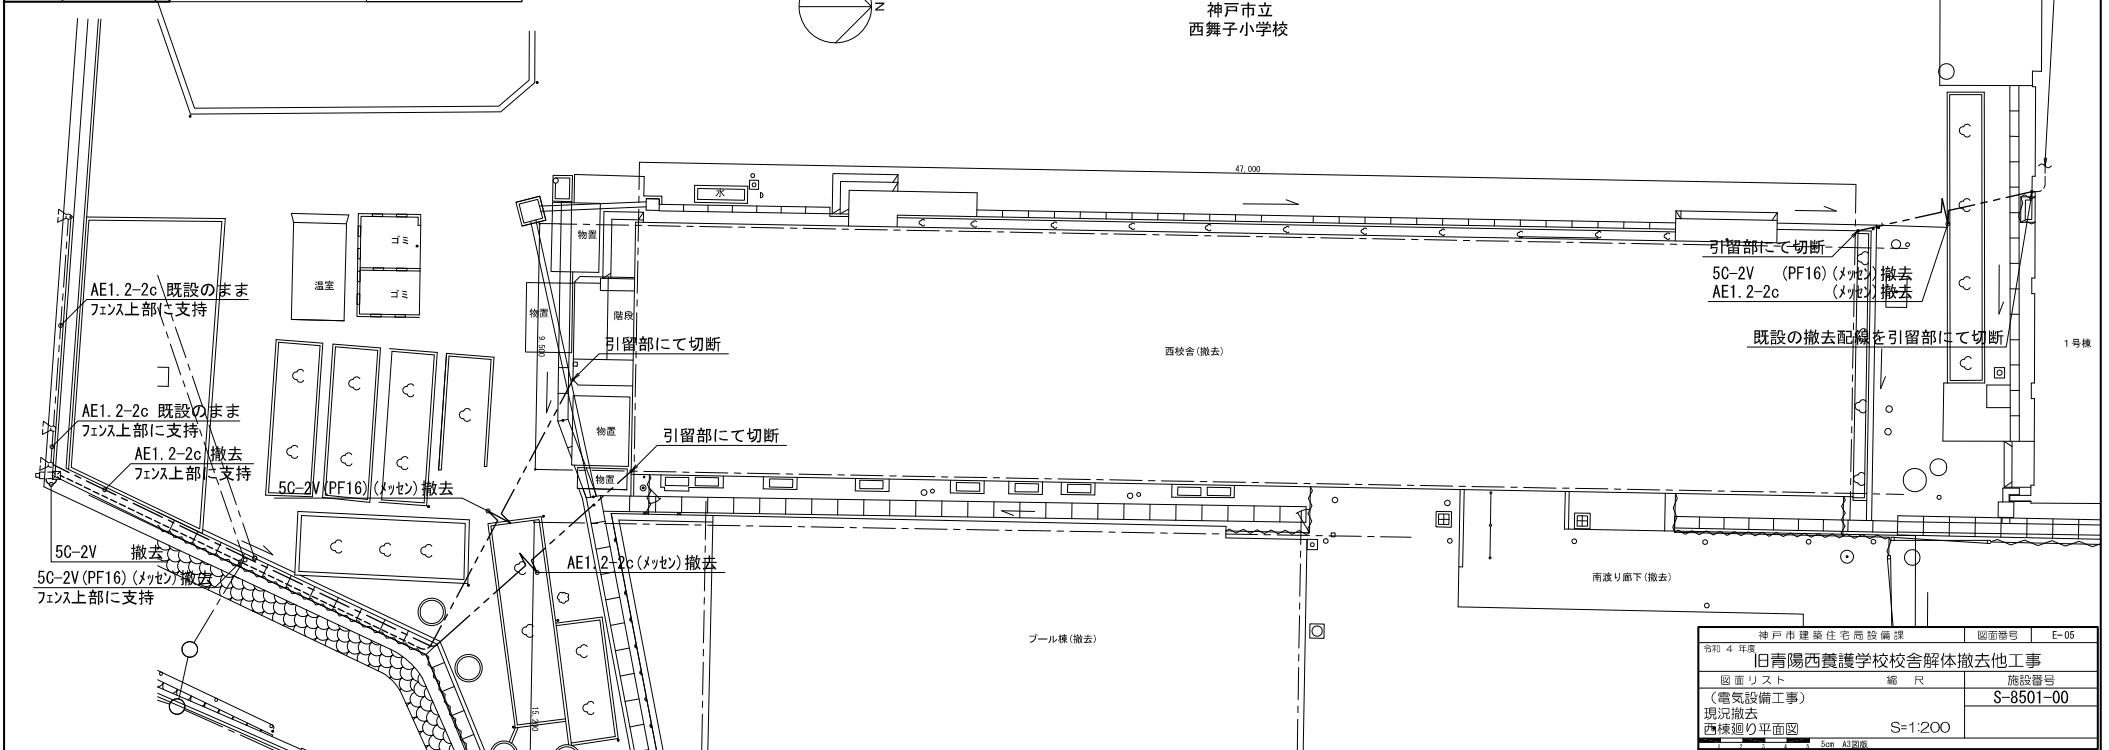 神戸市立
西舞子小学校
N
47,000
水
物置
ゴミ
ゴミ
温室
物置
階段
9,500
引留部にて切断
5C-2V (PF16)(メッセン)撤去
AE1.2-2c (メッセン)撤去
AE1.2-2c 既設のまま
フェンス上部に支持
引留部にて切断
西校舎(撤去)
既設の撤去配線を引留部にて切断
1号棟
AE1.2-2c 既設のまま
フェンス上部に支持
物置
引留部にて切断
AE1.2-2c 撤去
フェンス上部に支持
物置
5C-2V(PF16)(メッセン)撤去
5C-2V 撤去
AE1.2-2c(メッセン)撤去
5C-2V(PF16)(メッセン)撤去
フェンス上部に支持
南渡り廊下(撤去)
プール棟(撤去)
15,200
神戸市建築住宅局設備課
図面番号 E-05
令和 4 年度
旧青陽西養護学校校舎解体撤去他工事
図面リスト 縮尺 施設番号
(電気設備工事)
S-8501-00
現況撤去
西棟廻り平面図 S=1:200
1 2 3 4 5 5cm A3図版